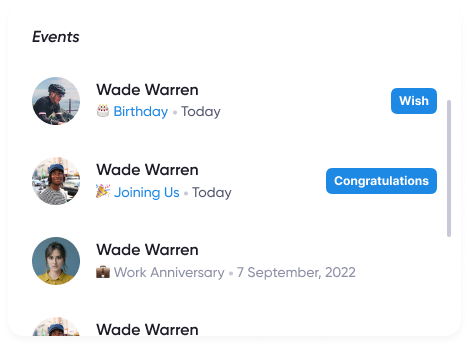 Events
Wade Warren
Birthday • Today
Wish
Wade Warren
Joining Us • Today
Congratulations
Wade Warren
Work Anniversary • 7 September, 2022
Wade Warren